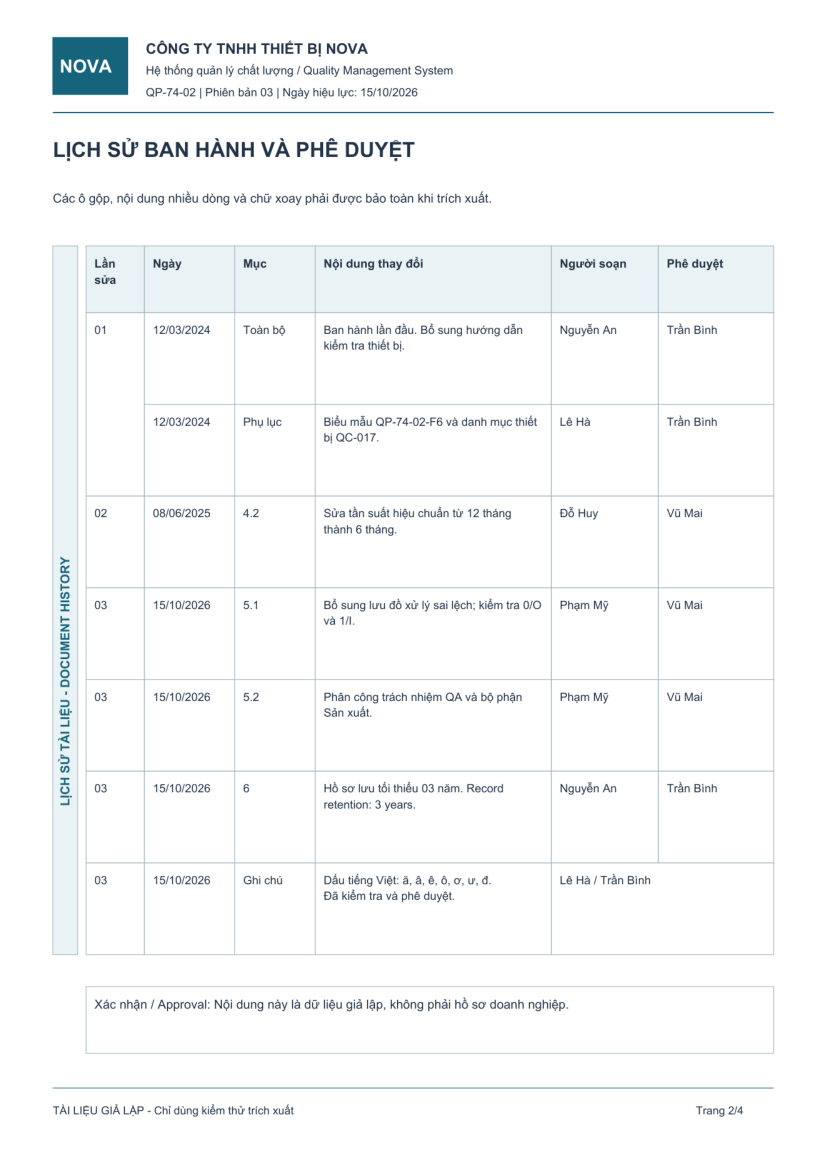 NOVA
CÔNG TY TNHH THIẾT BỊ NOVA
Hệ thống quản lý chất lượng / Quality Management System
QP-74-02 | Phiên bản 03 | Ngày hiệu lực: 15/10/2026
LỊCH SỬ BAN HÀNH VÀ PHÊ DUYỆT
Các ô gộp, nội dung nhiều dòng và chữ xoay phải được bảo toàn khi trích xuất.
LỊCH SỬ TÀI LIỆU - DOCUMENT HISTORY
Lần
sửa
Ngày
Mục
Nội dung thay đổi
Người soạn
Phê duyệt
01
12/03/2024
Toàn bộ
Ban hành lần đầu. Bổ sung hướng dẫn
kiểm tra thiết bị.
Nguyễn An
Trần Bình
12/03/2024
Phụ lục
Biểu mẫu QP-74-02-F6 và danh mục thiết
bị QC-017.
Lê Hà
Trần Bình
02
08/06/2025
4.2
Sửa tần suất hiệu chuẩn từ 12 tháng
thành 6 tháng.
Đỗ Huy
Vũ Mai
03
15/10/2026
5.1
Bổ sung lưu đồ xử lý sai lệch; kiểm tra 0/O
và 1/I.
Phạm Mỹ
Vũ Mai
03
15/10/2026
5.2
Phân công trách nhiệm QA và bộ phận
Sản xuất.
Phạm Mỹ
Vũ Mai
03
15/10/2026
6
Hồ sơ lưu tối thiểu 03 năm. Record
retention: 3 years.
Nguyễn An
Trần Bình
03
15/10/2026
Ghi chú
Dấu tiếng Việt: ă, â, ê, ô, ơ, ư, đ.
Đã kiểm tra và phê duyệt.
Lê Hà / Trần Bình
Xác nhận / Approval: Nội dung này là dữ liệu giả lập, không phải hồ sơ doanh nghiệp.
TÀI LIỆU GIẢ LẬP - Chỉ dùng kiểm thử trích xuất
Trang 2/4